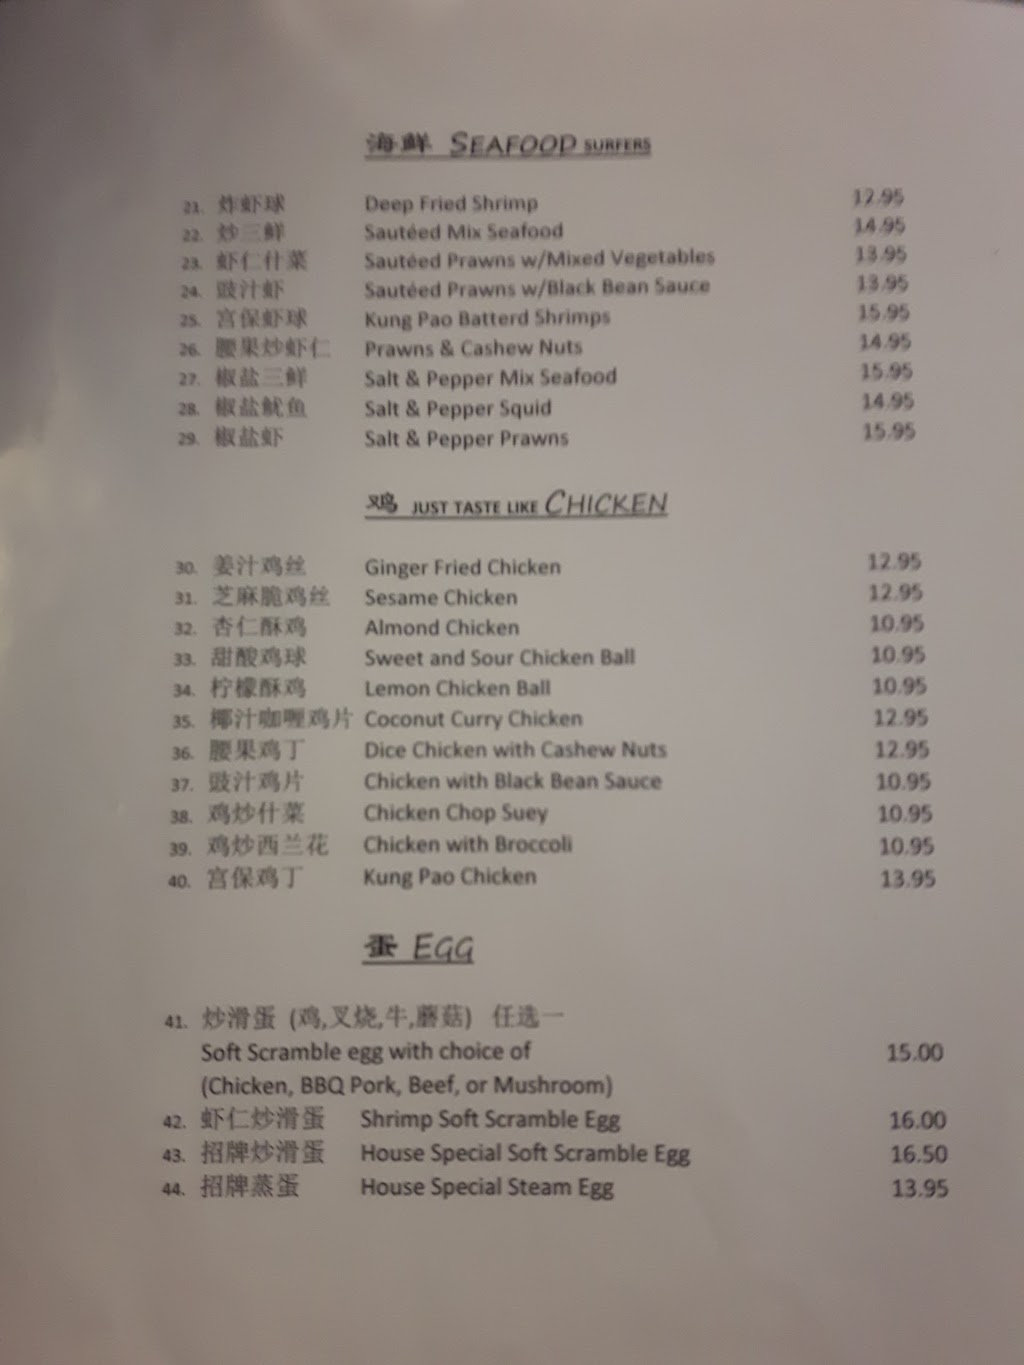 海鲜 SEAFOOD SURFERS
21. 炸虾球 Deep Fried Shrimp 12.95
22. 炒三鲜 Sautéed Mix Seafood 14.95
23. 虾仁什菜 Sautéed Prawns w/Mixed Vegetables 13.95
24. 豉汁虾 Sautéed Prawns w/Black Bean Sauce 13.95
25. 宫保虾球 Kung Pao Batterd Shrimps 15.95
26. 腰果炒虾仁 Prawns & Cashew Nuts 14.95
27. 椒盐三鲜 Salt & Pepper Mix Seafood 15.95
28. 椒盐鱿鱼 Salt & Pepper Squid 14.95
29. 椒盐虾 Salt & Pepper Prawns 15.95
鸡 JUST TASTE LIKE CHICKEN
30. 姜汁鸡丝 Ginger Fried Chicken 12.95
31. 芝麻脆鸡丝 Sesame Chicken 12.95
32. 杏仁酥鸡 Almond Chicken 10.95
33. 甜酸鸡球 Sweet and Sour Chicken Ball 10.95
34. 柠檬酥鸡 Lemon Chicken Ball 10.95
35. 椰汁咖喱鸡片 Coconut Curry Chicken 12.95
36. 腰果鸡丁 Dice Chicken with Cashew Nuts 12.95
37. 豉汁鸡片 Chicken with Black Bean Sauce 10.95
38. 鸡炒什菜 Chicken Chop Suey 10.95
39. 鸡炒西兰花 Chicken with Broccoli 10.95
40. 宫保鸡丁 Kung Pao Chicken 13.95
蛋 EGG
41. 炒滑蛋 (鸡,叉烧,牛,蘑菇) 任选一
Soft Scramble egg with choice of 15.00
(Chicken, BBQ Pork, Beef, or Mushroom)
42. 虾仁炒滑蛋 Shrimp Soft Scramble Egg 16.00
43. 招牌炒滑蛋 House Special Soft Scramble Egg 16.50
44. 招牌蒸蛋 House Special Steam Egg 13.95